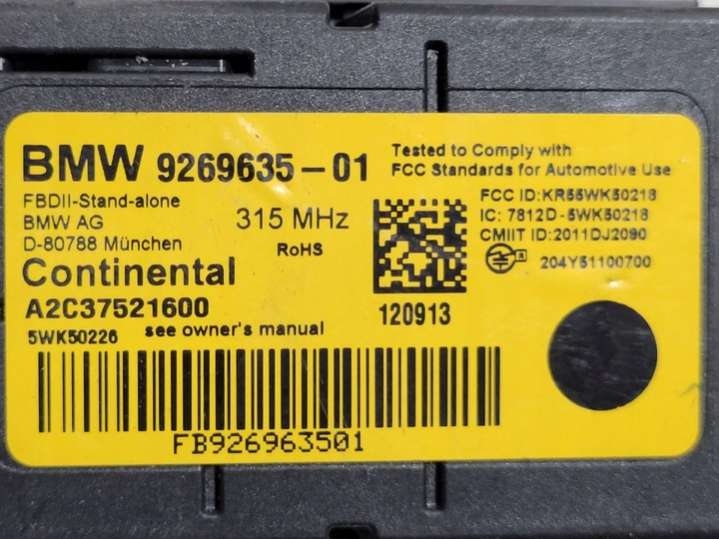 BMW 9269635-01
Tested to Comply with
FCC Standards for Automotive Use
FBDII-Stand-alone
BMW AG
D-80788 München
315 MHz
RoHS
FCC ID:KR55WK50218
IC: 7812D-5WK50218
CMIIT ID:2011DJ2090
204Y51100700
Continental
A2C37521600
5WK50226
see owner's manual
120913
FB926963501